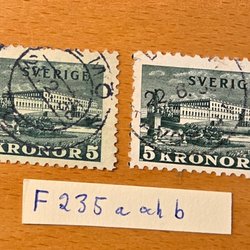 SVERIGE
KRONOR 5
SVERIGE
5 KRONOR
F 235 a och b